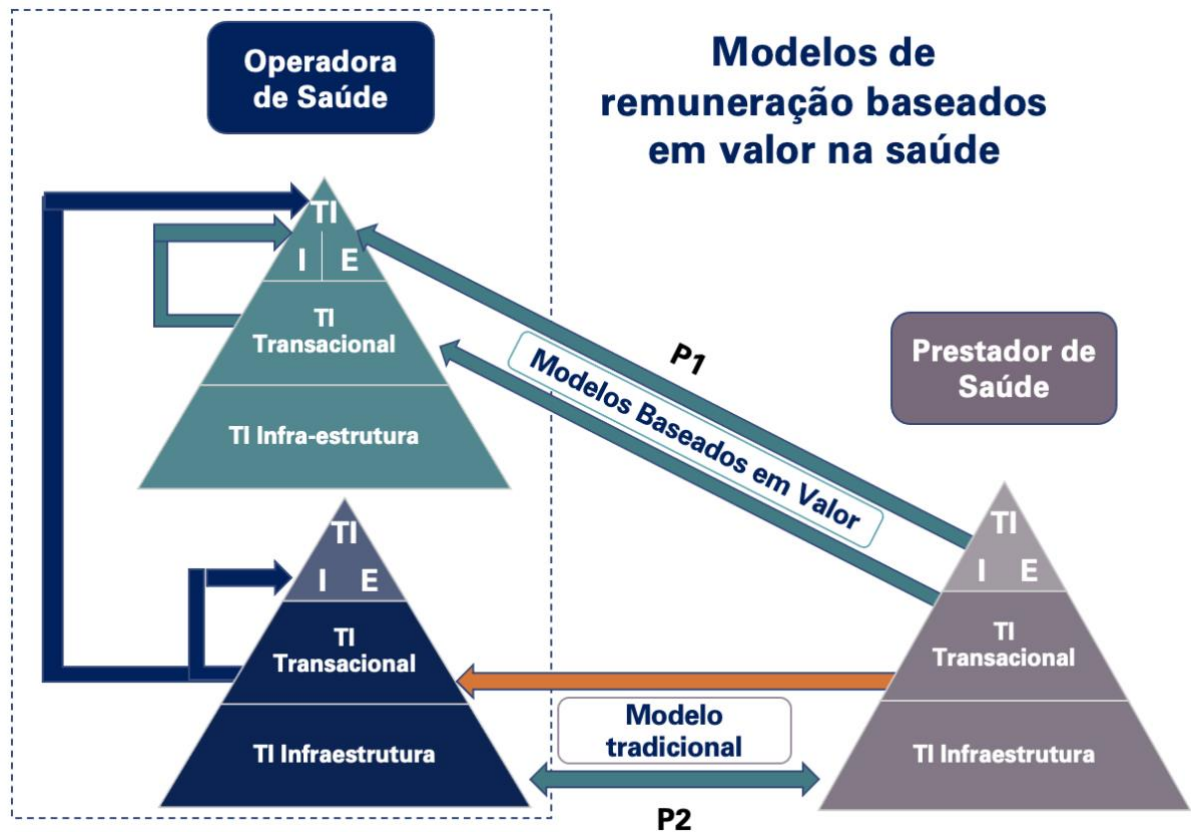 Operadora
de Saúde
Modelos de
remuneração baseados
em valor na saúde
TI
I E
TI
Transacional
TI Infra-estrutura
P1
Modelos Baseados em Valor
Prestador de
Saúde
TI
I E
TI
Transacional
TI Infraestrutura
TI
I E
TI
Transacional
TI Infraestrutura
Modelo
tradicional
P2